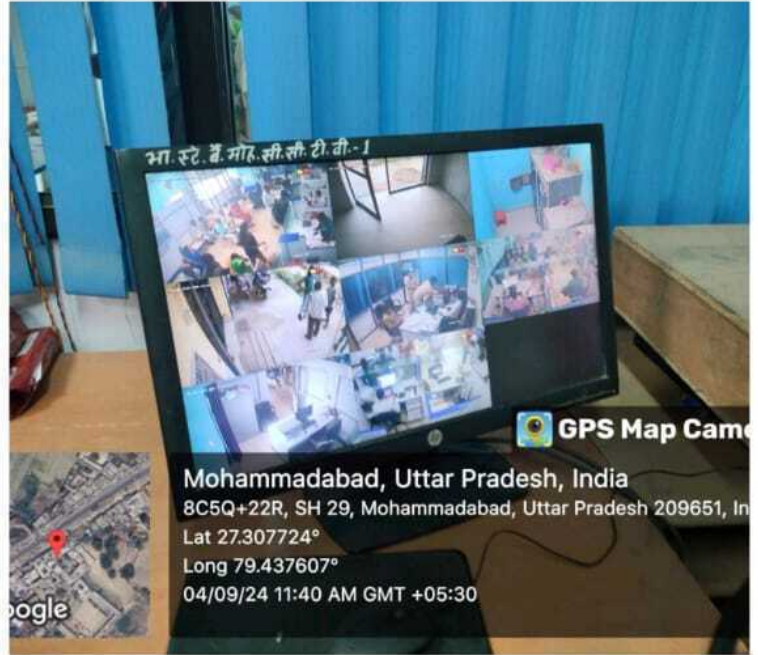 भा.स्टे.बैं.मोह.सी.सी.टी.वी.-1
GPS Map Came
Mohammadabad, Uttar Pradesh, India
8C5Q+22R, SH 29, Mohammadabad, Uttar Pradesh 209651, In
Lat 27.307724°
Long 79.437607°
04/09/24 11:40 AM GMT +05:30
oogle